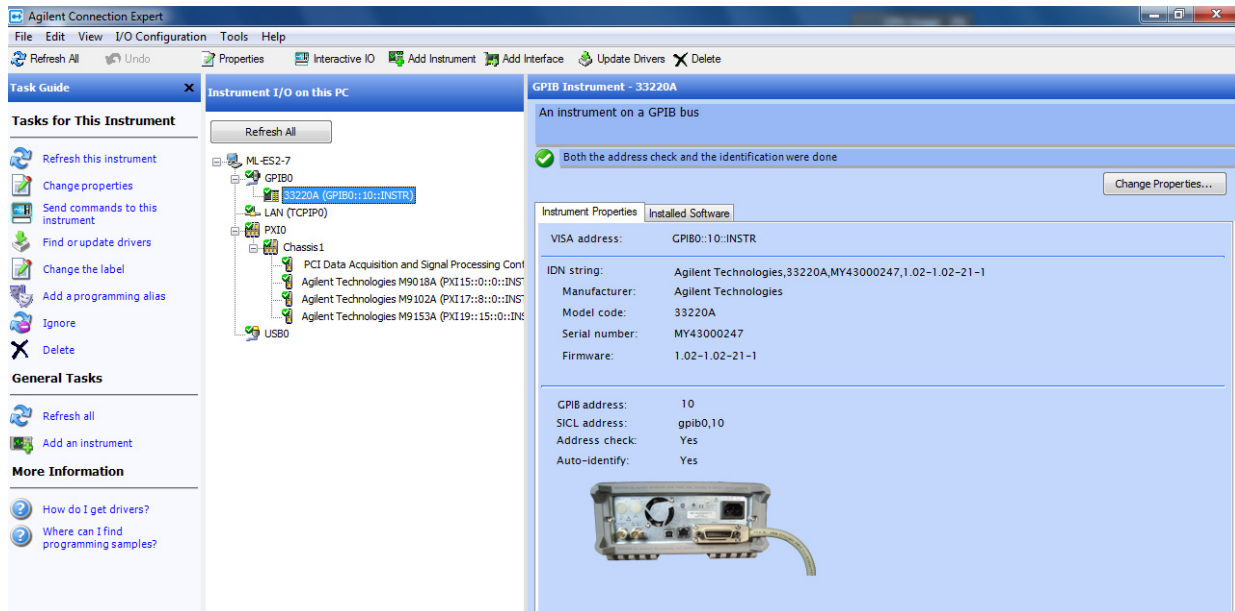 Agilent Connection Expert
File Edit View I/O Configuration Tools Help
Refresh All Undo Properties Interactive IO Add Instrument Add Interface Update Drivers Delete
Task Guide
Tasks for This Instrument
Refresh this instrument
Change properties
Send commands to this
instrument
Find or update drivers
Change the label
Add a programming alias
Ignore
Delete
General Tasks
Refresh all
Add an instrument
More Information
How do I get drivers?
Where can I find
programming samples?
Instrument I/O on this PC
Refresh All
ML-ES2-7
GPIB0
33220A (GPIB0::10::INSTR)
LAN (TCPIP0)
PXI0
Chassis1
PCI Data Acquisition and Signal Processing Cont
Agilent Technologies M9018A (PXI15::0::0::INST
Agilent Technologies M9102A (PXI17::8::0::INST
Agilent Technologies M9153A (PXI19::15::0::INS
USB0
GPIB Instrument - 33220A
An instrument on a GPIB bus
Both the address check and the identification were done
Change Properties...
Instrument Properties Installed Software
VISA address: GPIB0::10::INSTR
IDN string: Agilent Technologies,33220A,MY43000247,1.02-1.02-21-1
Manufacturer: Agilent Technologies
Model code: 33220A
Serial number: MY43000247
Firmware: 1.02-1.02-21-1
GPIB address: 10
SICL address: gpib0,10
Address check: Yes
Auto-identify: Yes